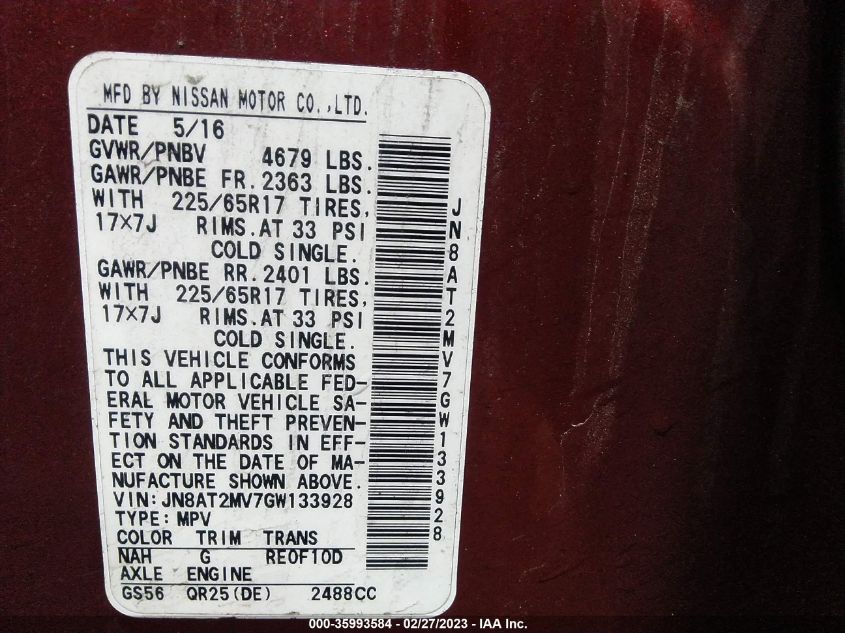 MFD BY NISSAN MOTOR CO.,LTD.
DATE 5/16
GVWR/PNBV 4679 LBS.
GAWR/PNBE FR. 2363 LBS.
WITH 225/65R17 TIRES,
17X7J RIMS.AT 33 PSI
COLD SINGLE.
GAWR/PNBE RR. 2401 LBS.
WITH 225/65R17 TIRES,
17X7J RIMS.AT 33 PSI
COLD SINGLE.
THIS VEHICLE CONFORMS
TO ALL APPLICABLE FED-
ERAL MOTOR VEHICLE SA-
FETY AND THEFT PREVEN-
TION STANDARDS IN EFF-
ECT ON THE DATE OF MA-
NUFACTURE SHOWN ABOVE.
VIN:JN8AT2MV7GW133928
TYPE:MPV
COLOR TRIM TRANS
NAH G RE0F10D
AXLE ENGINE
GS56 QR25(DE) 2488CC
JN8AT2MV7GW133928
000-35993584 / 02/27/2023 - IAA Inc.